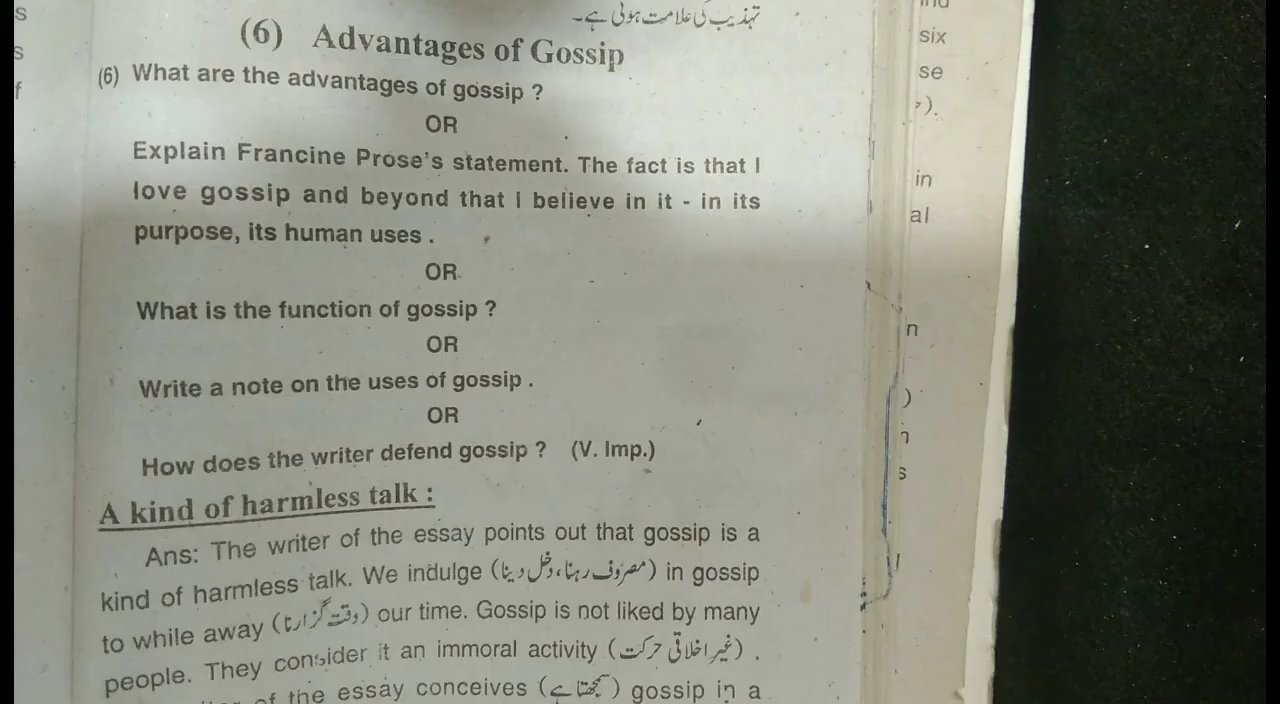 تہذیب کی علامت ہوتی ہے۔
(6) Advantages of Gossip
(6) What are the advantages of gossip ?
OR
Explain Francine Prose's statement. The fact is that I
love gossip and beyond that I believe in it - in its
purpose, its human uses .
OR
What is the function of gossip ?
OR
Write a note on the uses of gossip .
OR
How does the writer defend gossip ? (V. Imp.)
A kind of harmless talk :
Ans: The writer of the essay points out that gossip is a
kind of harmless talk. We indulge (مصروف رہنا، دخل دینا) in gossip
to while away (وقت گزارنا) our time. Gossip is not liked by many
people. They consider it an immoral activity (غیر اخلاقی حرکت) .
of the essay conceives (سمجھتا ہے) gossip in a
s
s
f
six
se
).
in
al
n
)
n
s